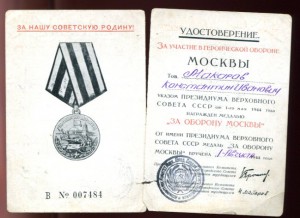 ЗА НАШУ СОВЕТСКУЮ РОДИНУ!
В № 007484
УДОСТОВЕРЕНИЕ
ЗА УЧАСТИЕ В ГЕРОИЧЕСКОЙ ОБОРОНЕ
МОСКВЫ
Тов. Макаров
Константин Иванович
УКАЗОМ ПРЕЗИДИУМА ВЕРХОВНОГО
СОВЕТА СССР от 1-го мая 1944 года
НАГРАЖДЕН МЕДАЛЬЮ
"ЗА ОБОРОНУ МОСКВЫ"
ОТ ИМЕНИ ПРЕЗИДИУМА ВЕРХОВНОГО
СОВЕТА СССР МЕДАЛЬ "ЗА ОБОРОНУ
МОСКВЫ" ВРУЧЕНА